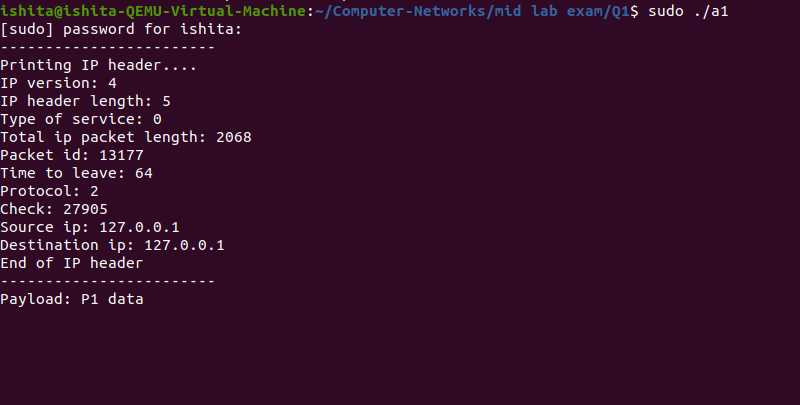 ishita@ishita-QEMU-Virtual-Machine:~/Computer-Networks/mid lab exam/Q1$ sudo ./a1
[sudo] password for ishita:
------------------------
Printing IP header....
IP version: 4
IP header length: 5
Type of service: 0
Total ip packet length: 2068
Packet id: 13177
Time to leave: 64
Protocol: 2
Check: 27905
Source ip: 127.0.0.1
Destination ip: 127.0.0.1
End of IP header
------------------------
Payload: P1 data